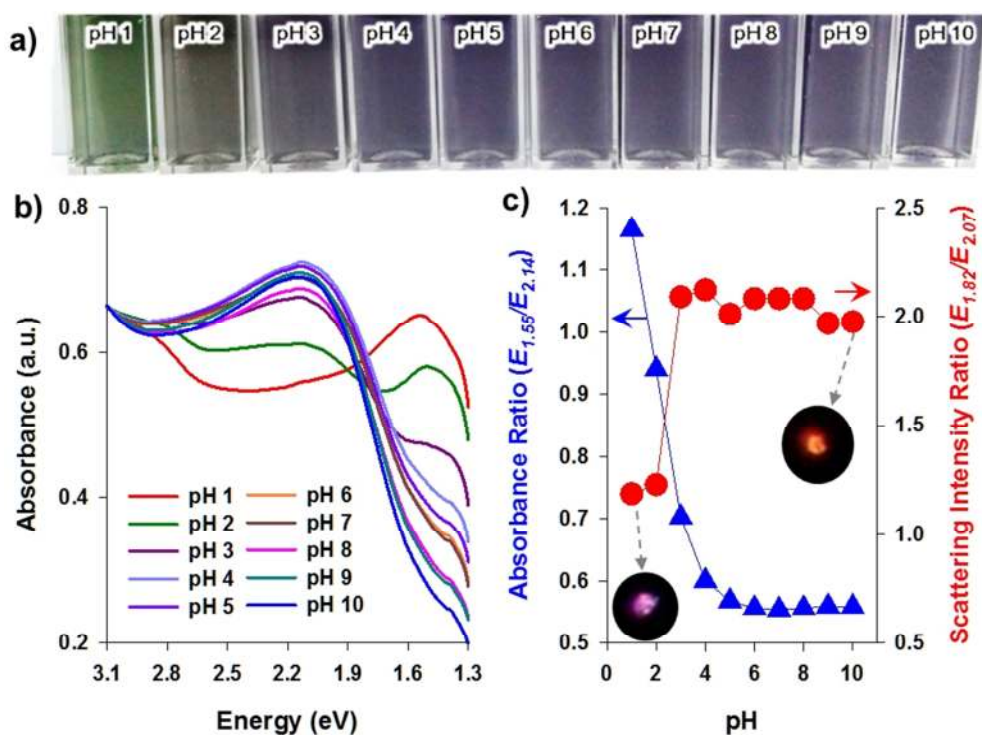 a)
pH 1 pH 2 pH 3 pH 4 pH 5 pH 6 pH 7 pH 8 pH 9 pH 10
b)
0.8
0.6
0.4
0.2
Absorbance (a.u.)
3.1 2.8 2.5 2.2 1.9 1.6 1.3
Energy (eV)
pH 1 pH 6
pH 2 pH 7
pH 3 pH 8
pH 4 pH 9
pH 5 pH 10
c)
1.2
1.1
1.0
0.9
0.8
0.7
0.6
0.5
Absorbance Ratio (E1.55/E2.14)
0 2 4 6 8 10
pH
2.5
2.0
1.5
1.0
0.5
Scattering Intensity Ratio (E1.82/E2.07)